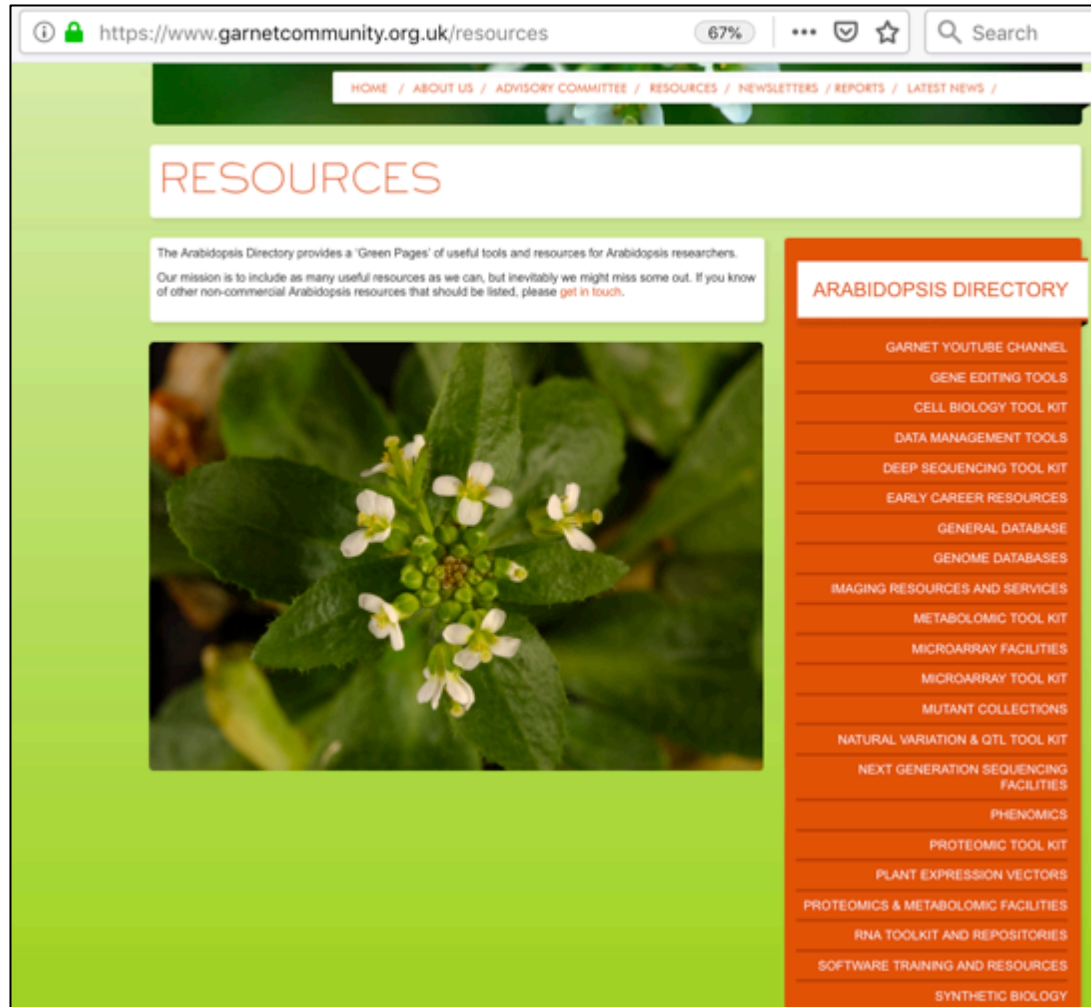 https://www.garnetcommunity.org.uk/resources
67%
Search
HOME / ABOUT US / ADVISORY COMMITTEE / RESOURCES / NEWSLETTERS / REPORTS / LATEST NEWS /
RESOURCES
The Arabidopsis Directory provides a 'Green Pages' of useful tools and resources for Arabidopsis researchers.
Our mission is to include as many useful resources as we can, but inevitably we might miss some out. If you know
of other non-commercial Arabidopsis resources that should be listed, please get in touch.
ARABIDOPSIS DIRECTORY
GARNET YOUTUBE CHANNEL
GENE EDITING TOOLS
CELL BIOLOGY TOOL KIT
DATA MANAGEMENT TOOLS
DEEP SEQUENCING TOOL KIT
EARLY CAREER RESOURCES
GENERAL DATABASE
GENOME DATABASES
IMAGING RESOURCES AND SERVICES
METABOLOMIC TOOL KIT
MICROARRAY FACILITIES
MICROARRAY TOOL KIT
MUTANT COLLECTIONS
NATURAL VARIATION & QTL TOOL KIT
NEXT GENERATION SEQUENCING
FACILITIES
PHENOMICS
PROTEOMIC TOOL KIT
PLANT EXPRESSION VECTORS
PROTEOMICS & METABOLOMIC FACILITIES
RNA TOOLKIT AND REPOSITORIES
SOFTWARE TRAINING AND RESOURCES
SYNTHETIC BIOLOGY